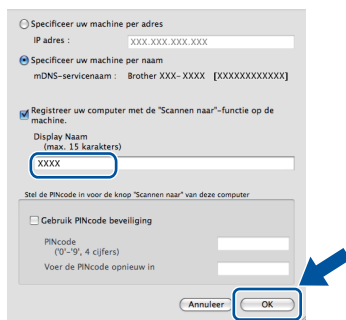 Specificeer uw machine per adres
IP adres : XXX.XXX.XXX.XXX
Specificeer uw machine per naam
mDNS-servicenaam : Brother XXX-XXXX [XXXXXXXXXXXX]
Registreer uw computer met de "Scannen naar"-functie op de
machine.
Display Naam
(max. 15 karakters)
XXXX
Stel de PINcode in voor de knop "Scannen naar" van deze computer
Gebruik PINcode beveiliging
PINcode
('0'-'9', 4 cijfers)
Voer de PINcode opnieuw in
Annuleer OK